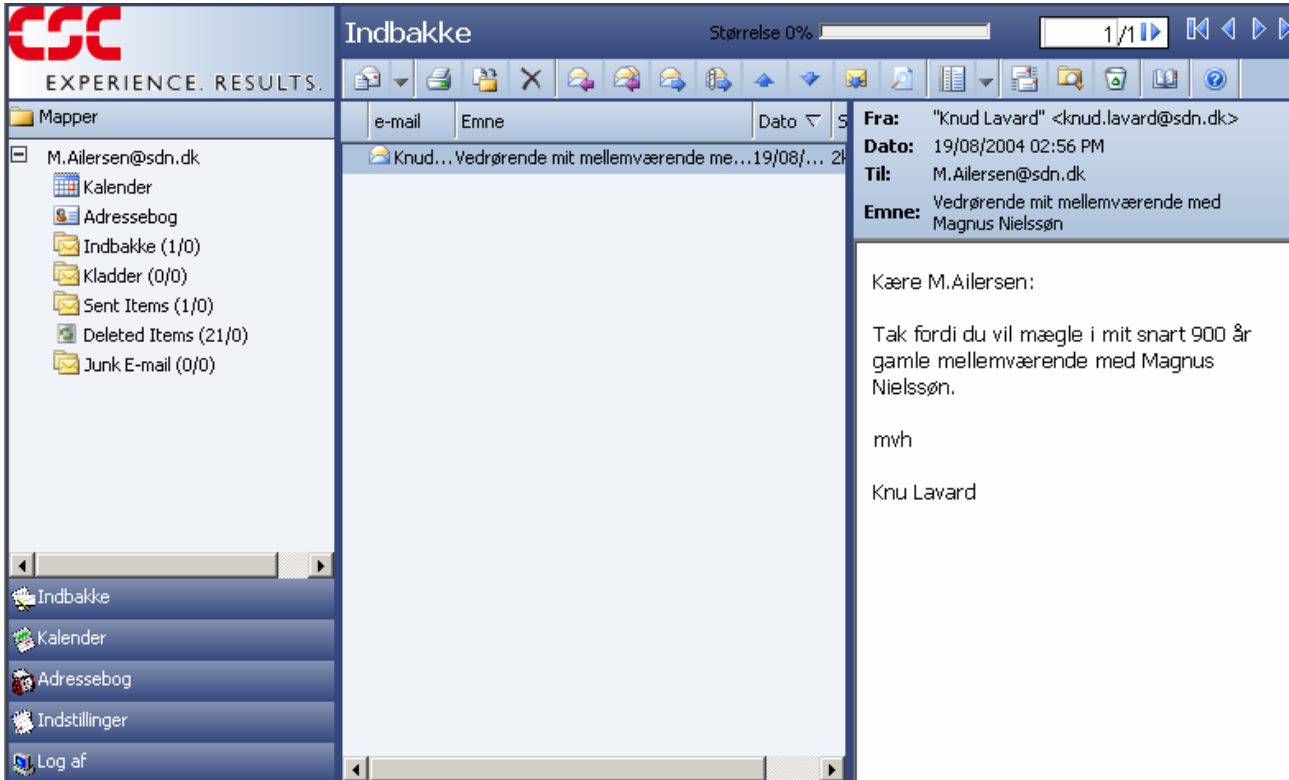 CSC
EXPERIENCE. RESULTS.
Indbakke
Størrelse 0%
1/1
Mapper
M.Ailersen@sdn.dk
Kalender
Adressebog
Indbakke (1/0)
Kladder (0/0)
Sent Items (1/0)
Deleted Items (21/0)
Junk E-mail (0/0)
Indbakke
Kalender
Adressebog
Indstillinger
Log af
e-mail Emne Dato S
Knud... Vedrørende mit mellemværende me... 19/08/... 2k
Fra: "Knud Lavard" <knud.lavard@sdn.dk>
Dato: 19/08/2004 02:56 PM
Til: M.Ailersen@sdn.dk
Emne: Vedrørende mit mellemværende med
Magnus Nielssøn
Kære M.Ailersen:
Tak fordi du vil mægle i mit snart 900 år
gamle mellemværende med Magnus
Nielssøn.
mvh
Knu Lavard